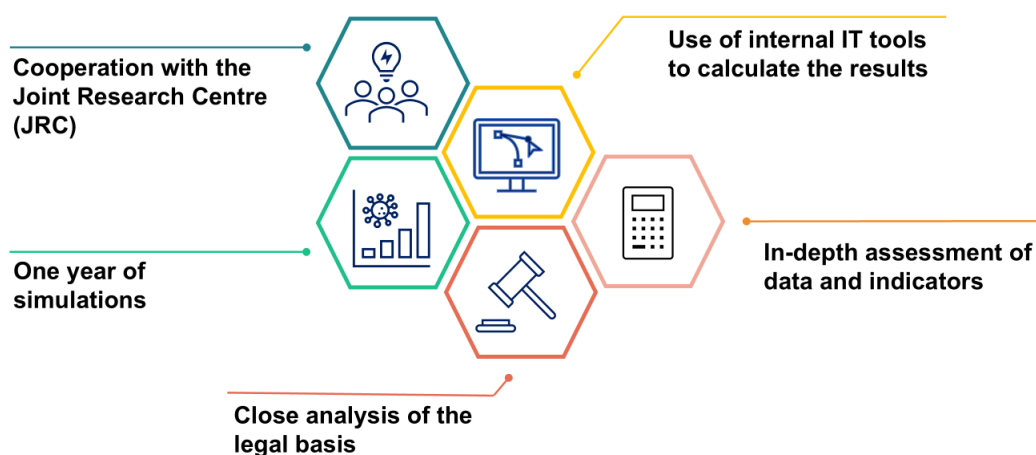 Cooperation with the
Joint Research Centre
(JRC)
Use of internal IT tools
to calculate the results
One year of
simulations
In-depth assessment of
data and indicators
Close analysis of the
legal basis